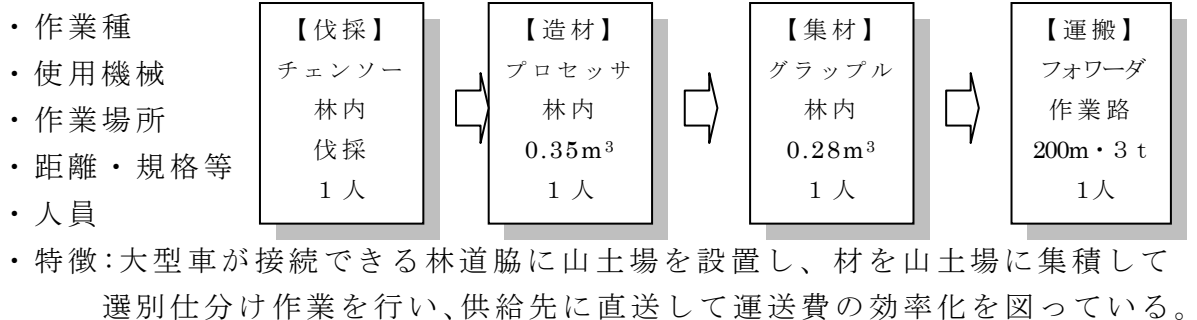 ・作業種
・使用機械
・作業場所
・距離・規格等
・人員
【伐採】
チェンソー
林内
伐採
1人
【造材】
プロセッサ
林内
0.35m³
1人
【集材】
グラップル
林内
0.28m³
1人
【運搬】
フォワーダ
作業路
200m・3t
1人
・特徴:大型車が接続できる林道脇に山土場を設置し、材を山土場に集積して
選別仕分け作業を行い、供給先に直送して運送費の効率化を図っている。